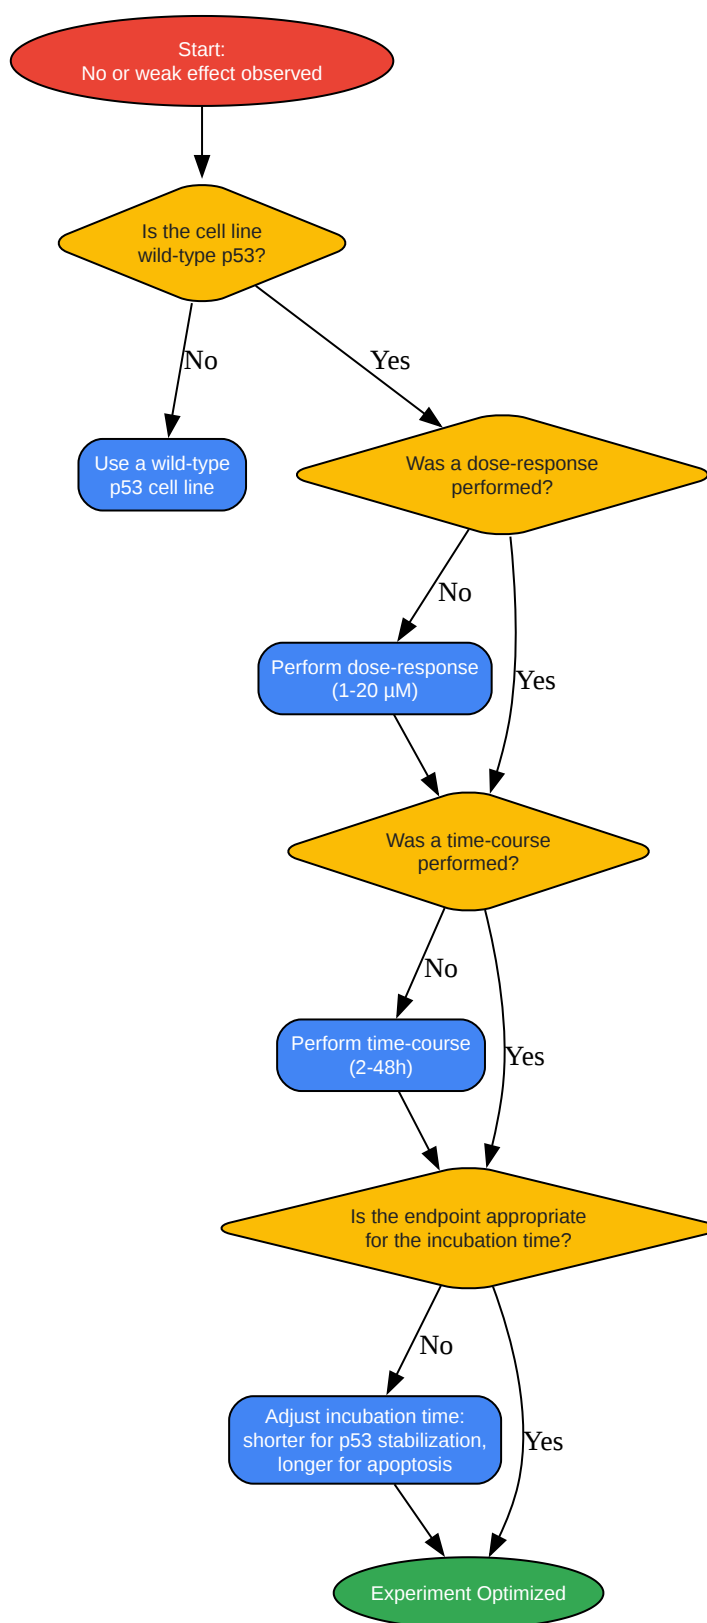 Start:
No or weak effect observed
Is the cell line
wild-type p53?
No
Yes
Use a wild-type
p53 cell line
Was a dose-response
performed?
No
Yes
Perform dose-response
(1-20 µM)
Was a time-course
performed?
No
Yes
Perform time-course
(2-48h)
Is the endpoint appropriate
for the incubation time?
No
Yes
Adjust incubation time:
shorter for p53 stabilization,
longer for apoptosis
Experiment Optimized